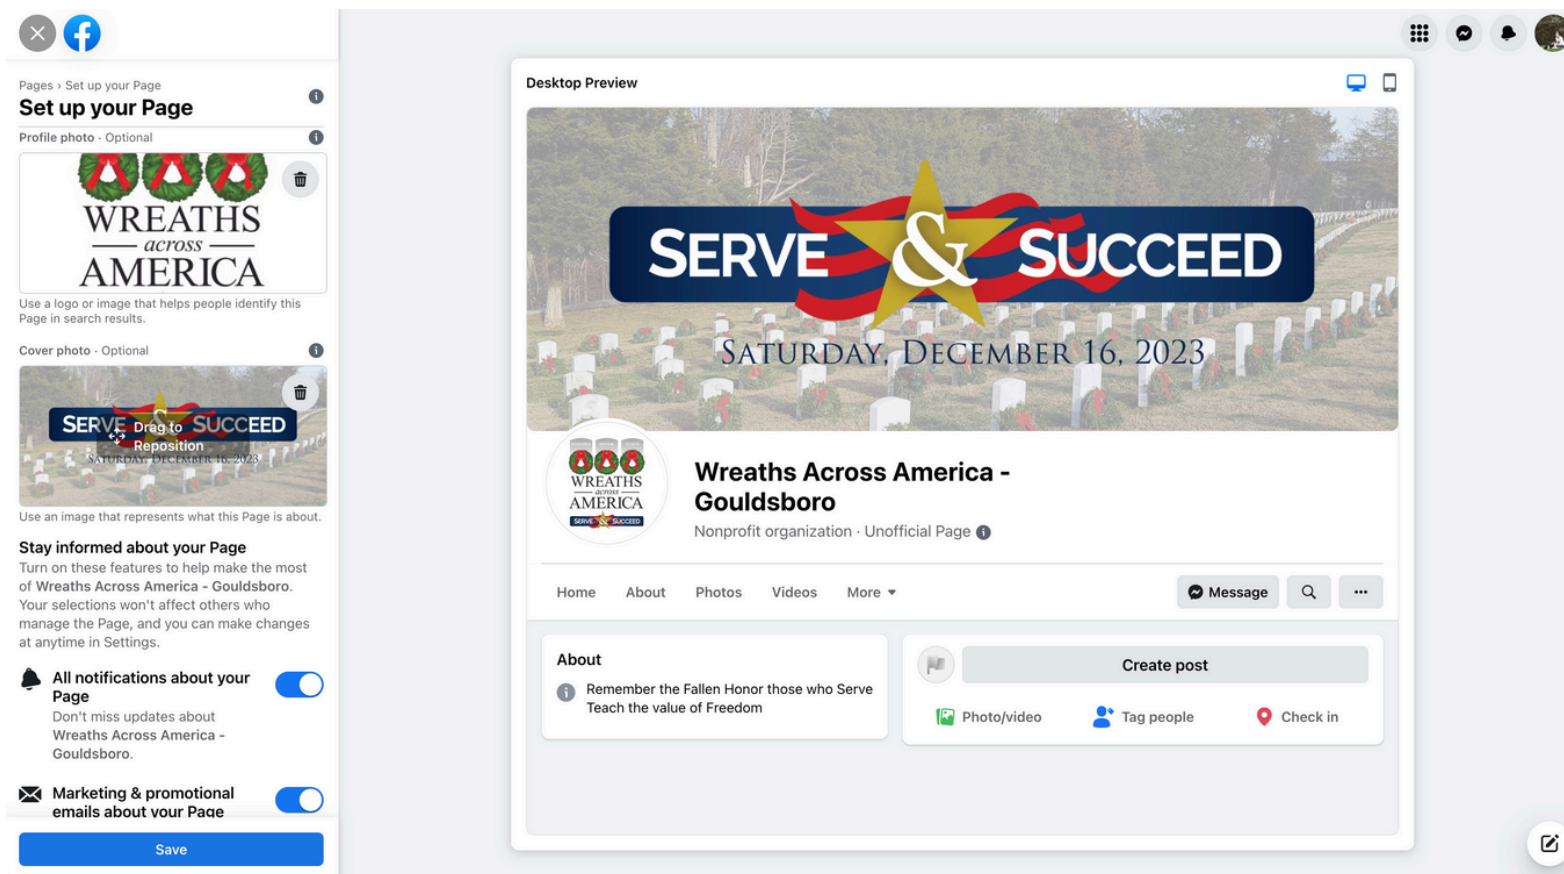 Pages › Set up your Page
Set up your Page
Profile photo · Optional
WREATHS
across
AMERICA
Use a logo or image that helps people identify this
Page in search results.
Cover photo · Optional
SERVE & SUCCEED
Drag to
Reposition
SATURDAY, DECEMBER 16, 2023
Use an image that represents what this Page is about.
Stay informed about your Page
Turn on these features to help make the most
of Wreaths Across America - Gouldsboro.
Your selections won't affect others who
manage the Page, and you can make changes
at anytime in Settings.
All notifications about your
Page
Don't miss updates about
Wreaths Across America -
Gouldsboro.
Marketing & promotional
emails about your Page
Save
Desktop Preview
SERVE & SUCCEED
SATURDAY, DECEMBER 16, 2023
WREATHS
across
AMERICA
SERVE & SUCCEED
Wreaths Across America -
Gouldsboro
Nonprofit organization · Unofficial Page
Home About Photos Videos More
Message
About
Remember the Fallen Honor those who Serve
Teach the value of Freedom
Create post
Photo/video Tag people Check in